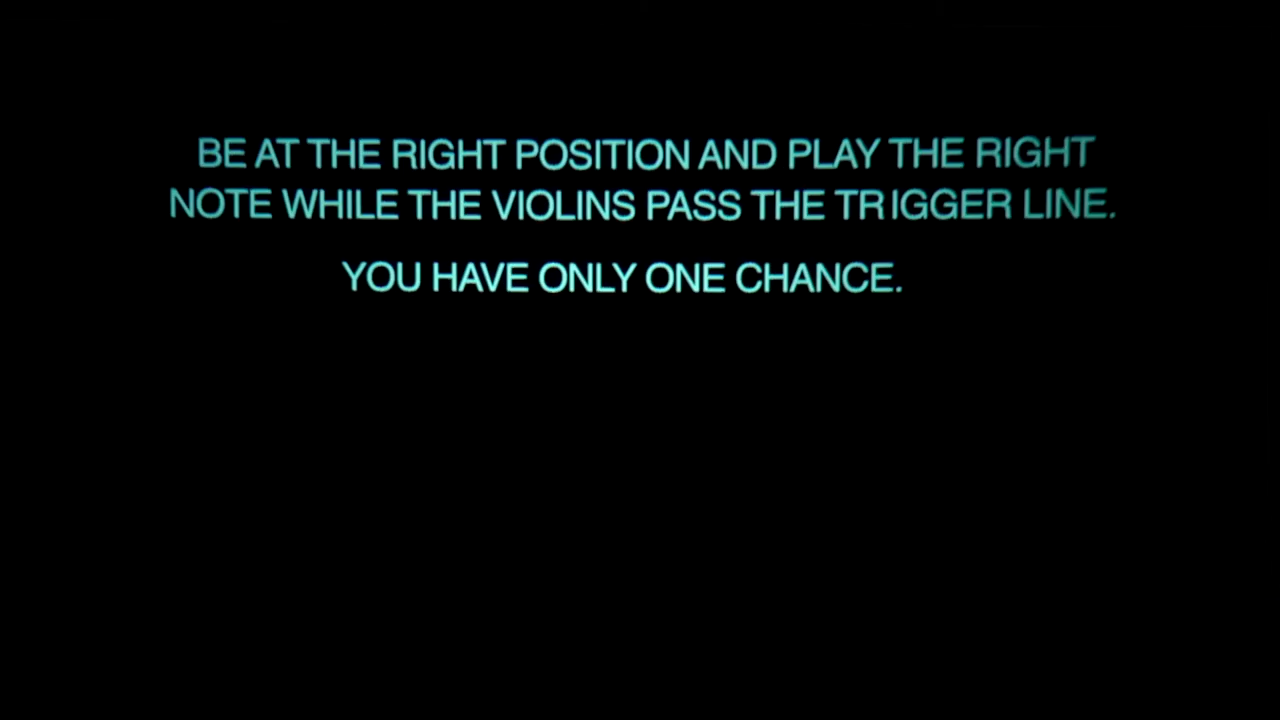 BE AT THE RIGHT POSITION AND PLAY THE RIGHT
NOTE WHILE THE VIOLINS PASS THE TRIGGER LINE.
YOU HAVE ONLY ONE CHANCE.